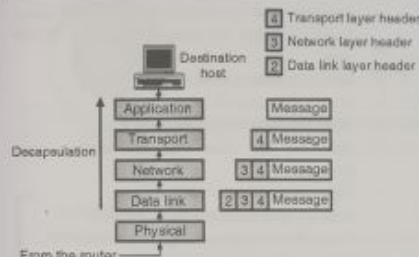 4 Transport layer header
3 Network layer header
2 Data link layer header
Destination
host
Application
Message
Transport
4 Message
Decapsulation
Network
3 4 Message
Data link
2 3 4 Message
Physical
From the router